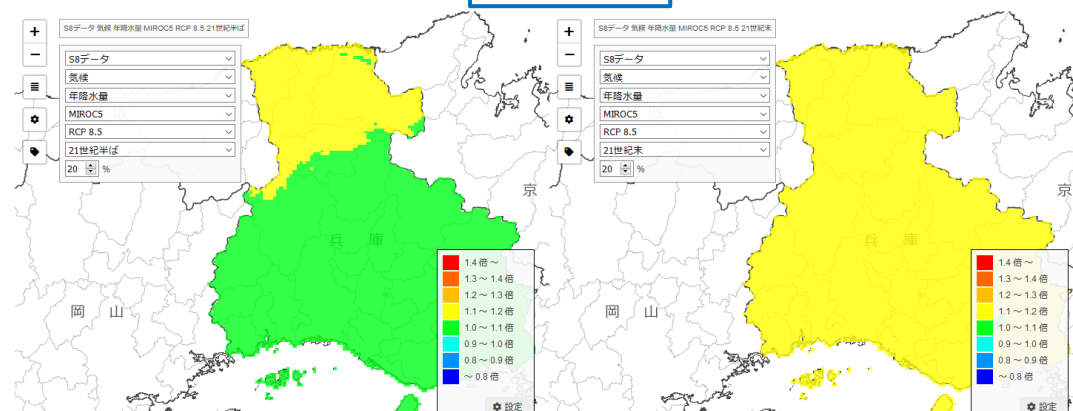 S8データ 気候 年降水量 MIROC5 RCP 8.5 21世紀半ば
S8データ
気候
年降水量
MIROC5
RCP 8.5
21世紀半ば
20 %
京
兵 庫
岡 山
1.4 倍 ~
1.3 ~ 1.4 倍
1.2 ~ 1.3 倍
1.1 ~ 1.2 倍
1.0 ~ 1.1 倍
0.9 ~ 1.0 倍
0.8 ~ 0.9 倍
~ 0.8 倍
設定
S8データ 気候 年降水量 MIROC5 RCP 8.5 21世紀末
S8データ
気候
年降水量
MIROC5
RCP 8.5
21世紀末
20 %
京
兵 庫
岡 山
1.4 倍 ~
1.3 ~ 1.4 倍
1.2 ~ 1.3 倍
1.1 ~ 1.2 倍
1.0 ~ 1.1 倍
0.9 ~ 1.0 倍
0.8 ~ 0.9 倍
~ 0.8 倍
設定